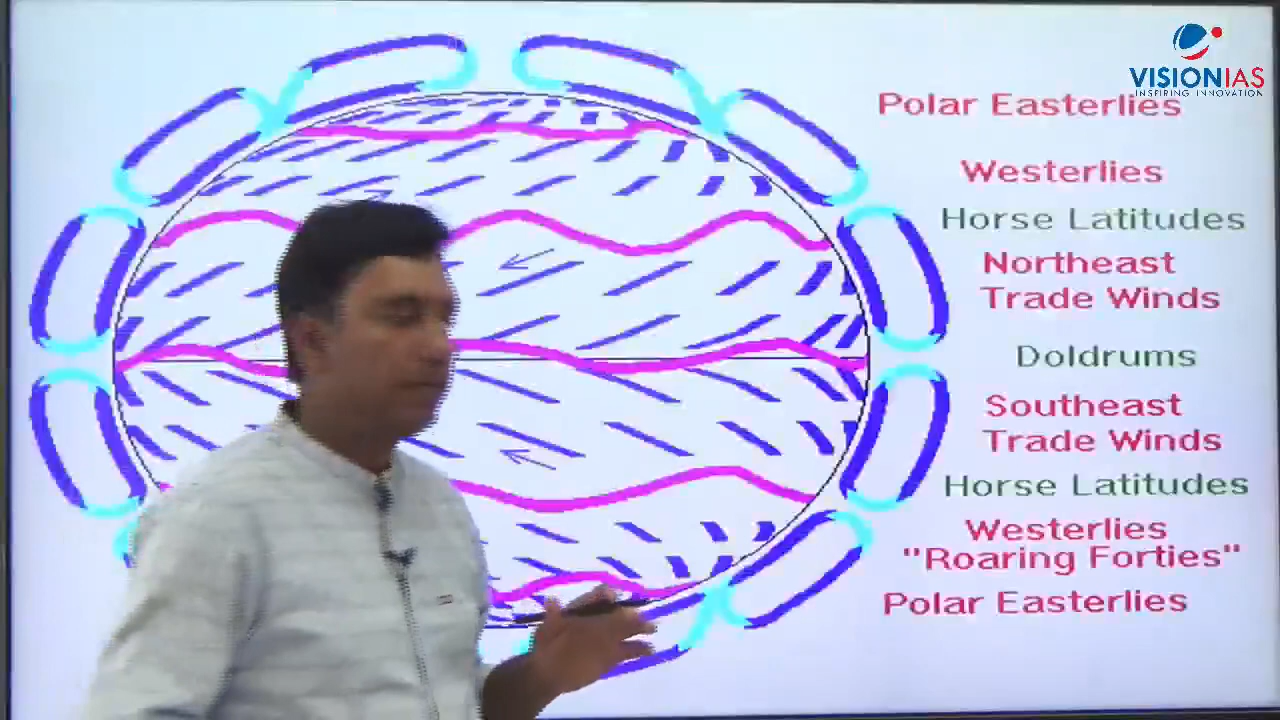 VISIONIAS
INSPIRING INNOVATION
Polar Easterlies
Westerlies
Horse Latitudes
Northeast
Trade Winds
Doldrums
Southeast
Trade Winds
Horse Latitudes
Westerlies
"Roaring Forties"
Polar Easterlies